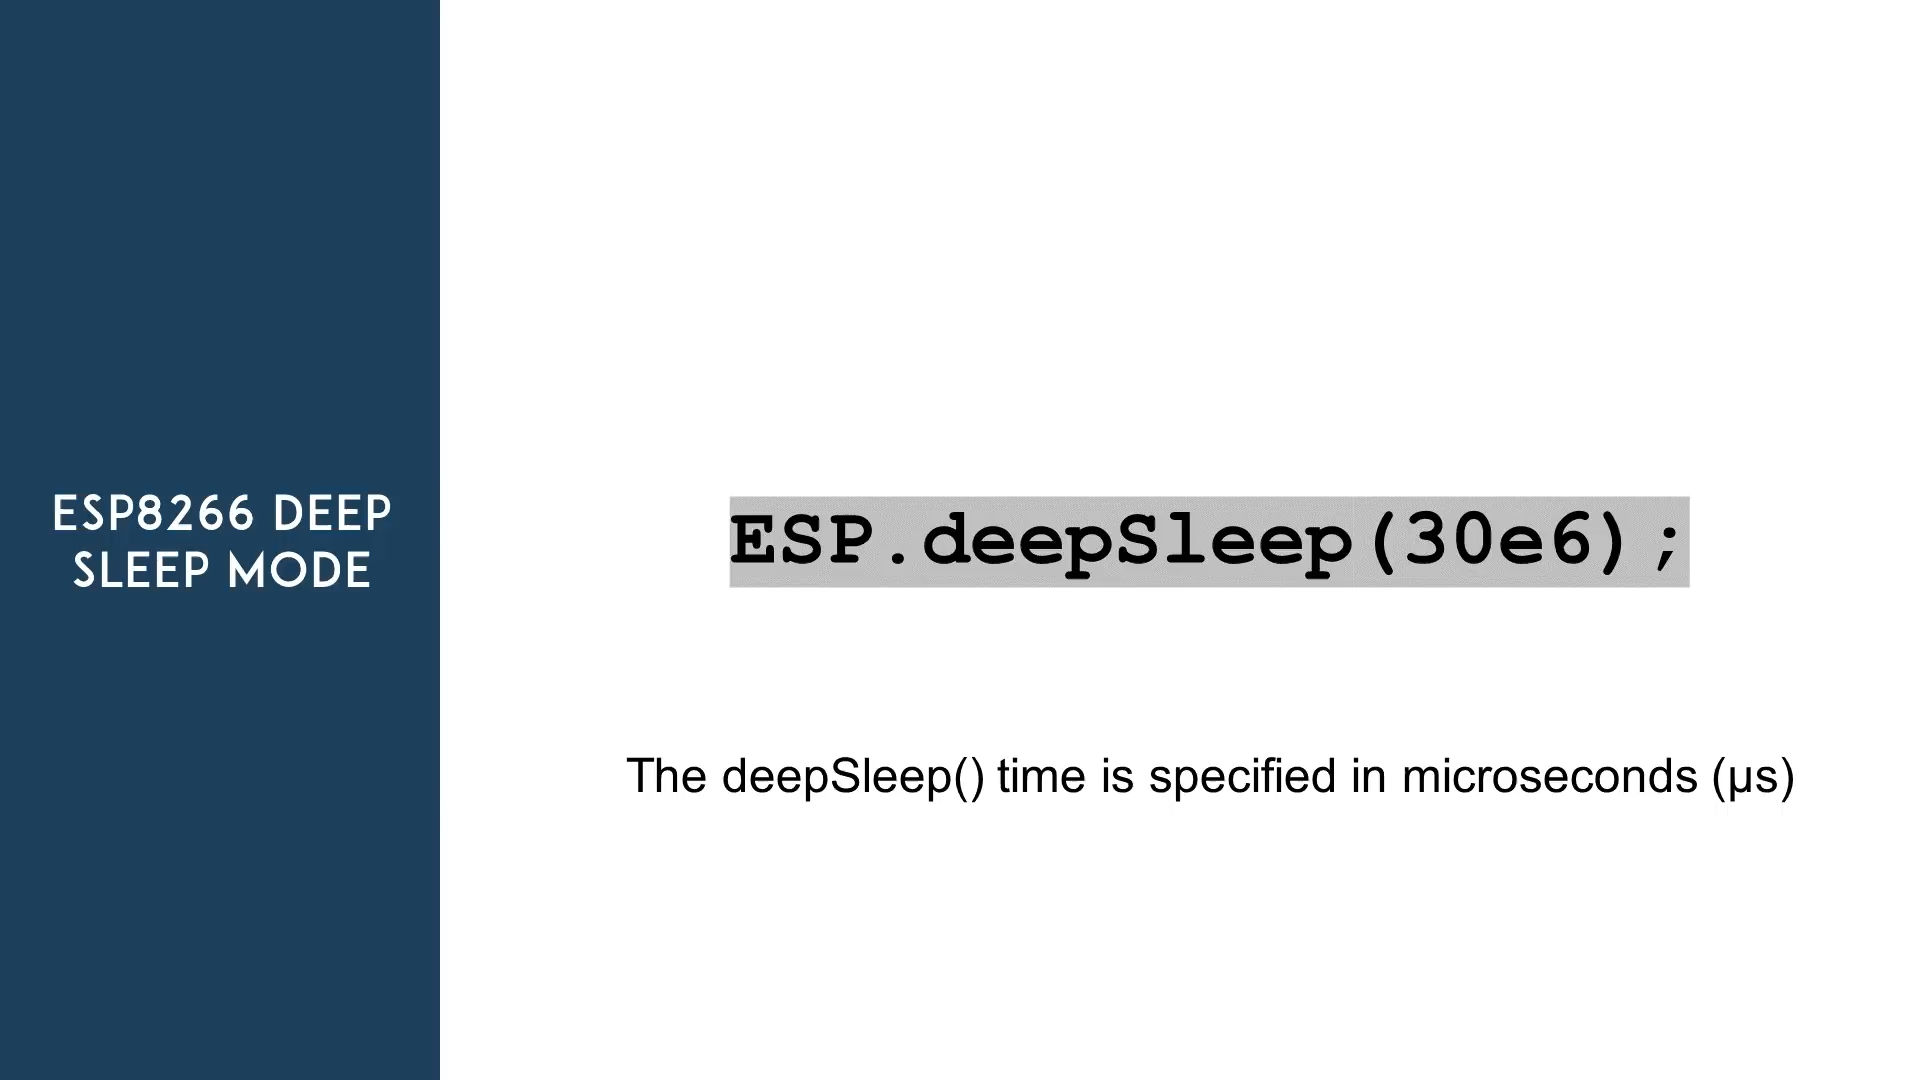 ESP8266 DEEP
SLEEP MODE
ESP.deepSleep(30e6);
The deepSleep() time is specified in microseconds (μs)